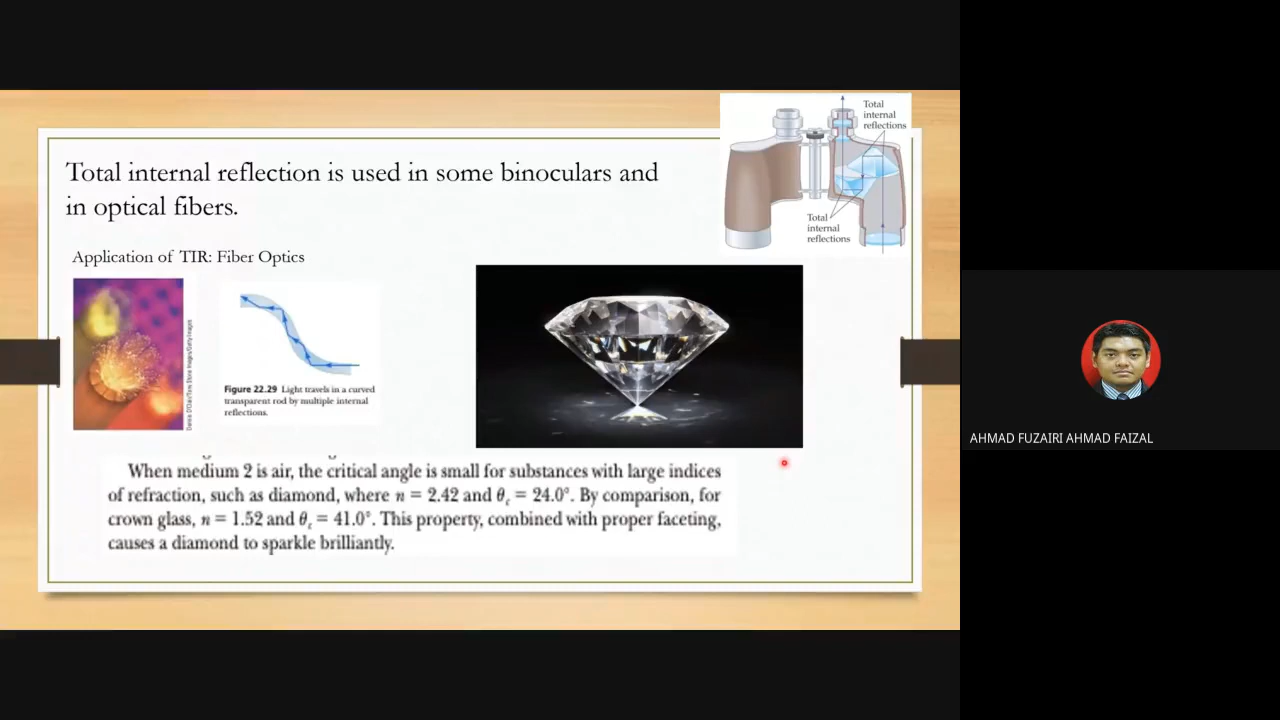 Total
internal
reflections
Total internal reflection is used in some binoculars and
in optical fibers.
Total
internal
reflections
Application of TIR: Fiber Optics
Figure 22.29 Light travels in a curved
transparent rod by multiple internal
reflections.
When medium 2 is air, the critical angle is small for substances with large indices
of refraction, such as diamond, where n = 2.42 and θc = 24.0°. By comparison, for
crown glass, n = 1.52 and θc = 41.0°. This property, combined with proper faceting,
causes a diamond to sparkle brilliantly.
AHMAD FUZAIRI AHMAD FAIZAL